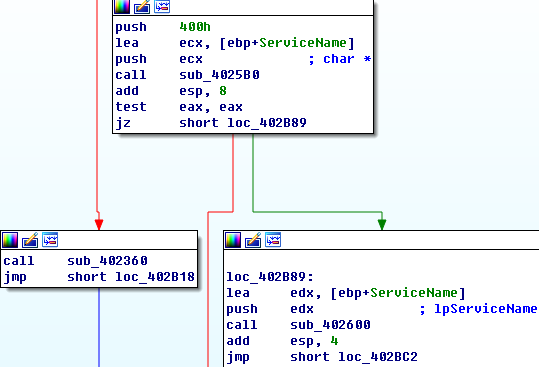 push    400h
lea     ecx, [ebp+ServiceName]
push    ecx             ; char *
call    sub_4025B0
add     esp, 8
test    eax, eax
jz      short loc_402B89
call    sub_402360
jmp     short loc_402B18
loc_402B89:
lea     edx, [ebp+ServiceName]
push    edx             ; lpServiceName
call    sub_402600
add     esp, 4
jmp     short loc_402BC2